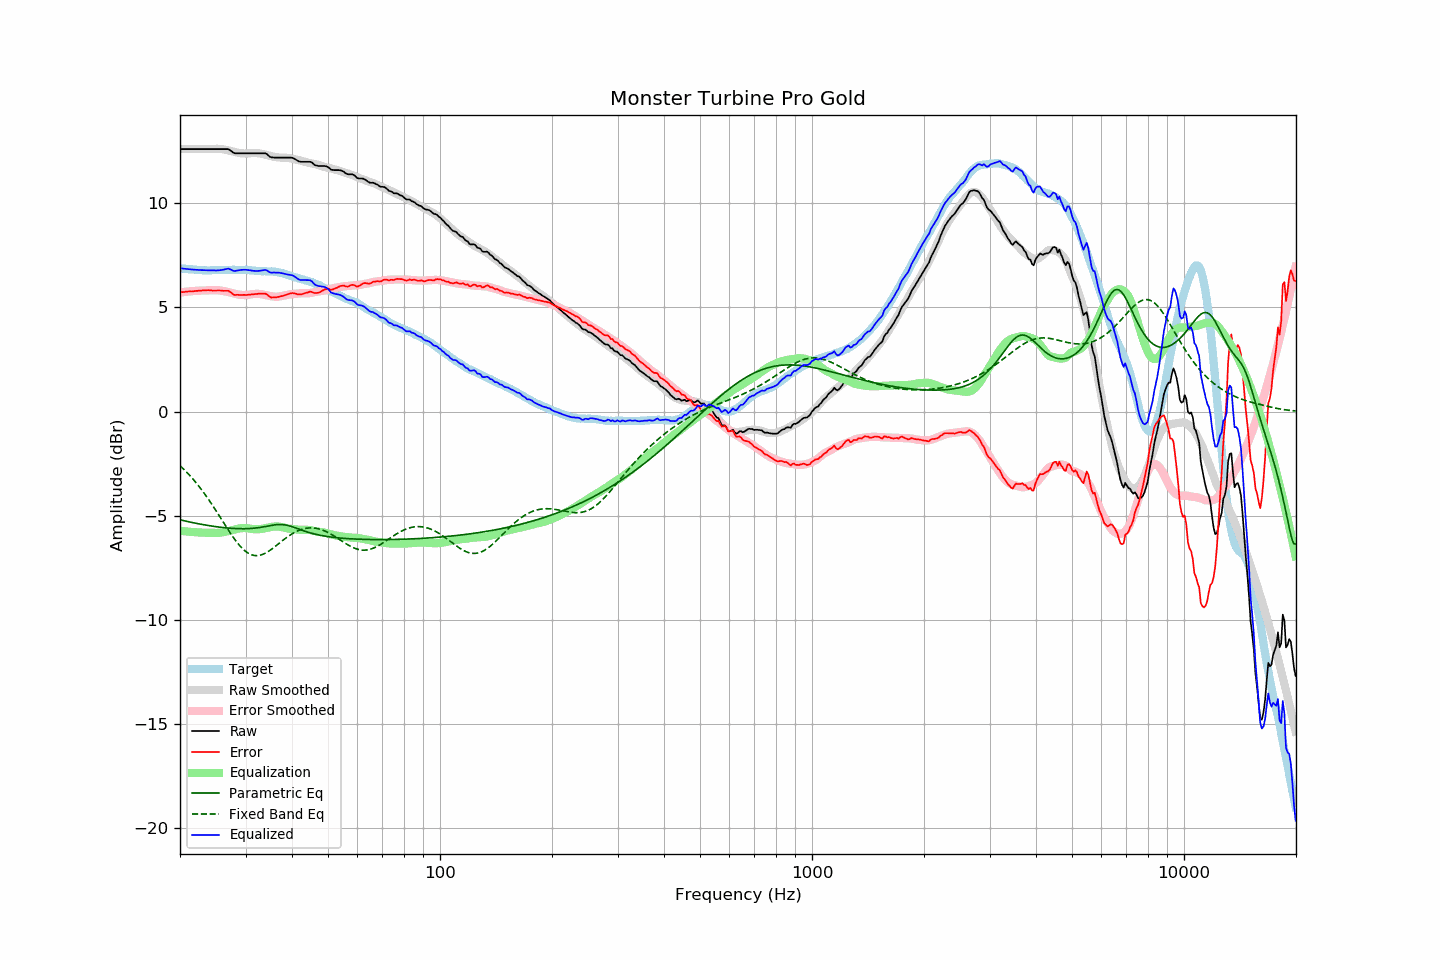 Monster Turbine Pro Gold
Amplitude (dBr)
10
5
0
−5
−10
−15
−20
Target
Raw Smoothed
Error Smoothed
Raw
Error
Equalization
Parametric Eq
Fixed Band Eq
Equalized
100
1000
10000
Frequency (Hz)